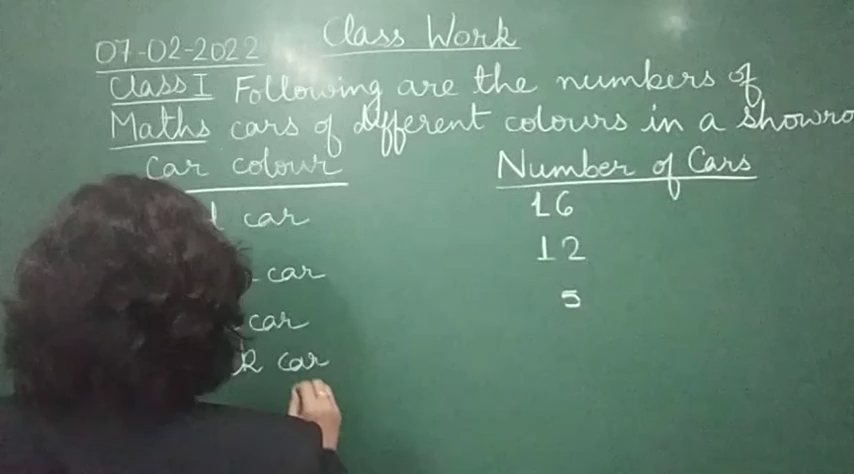 Class Work
07-02-2022
Class I Following are the numbers of
Maths cars of different colours in a showro
car colour Number of Cars
car 16
car 12
car 5
car